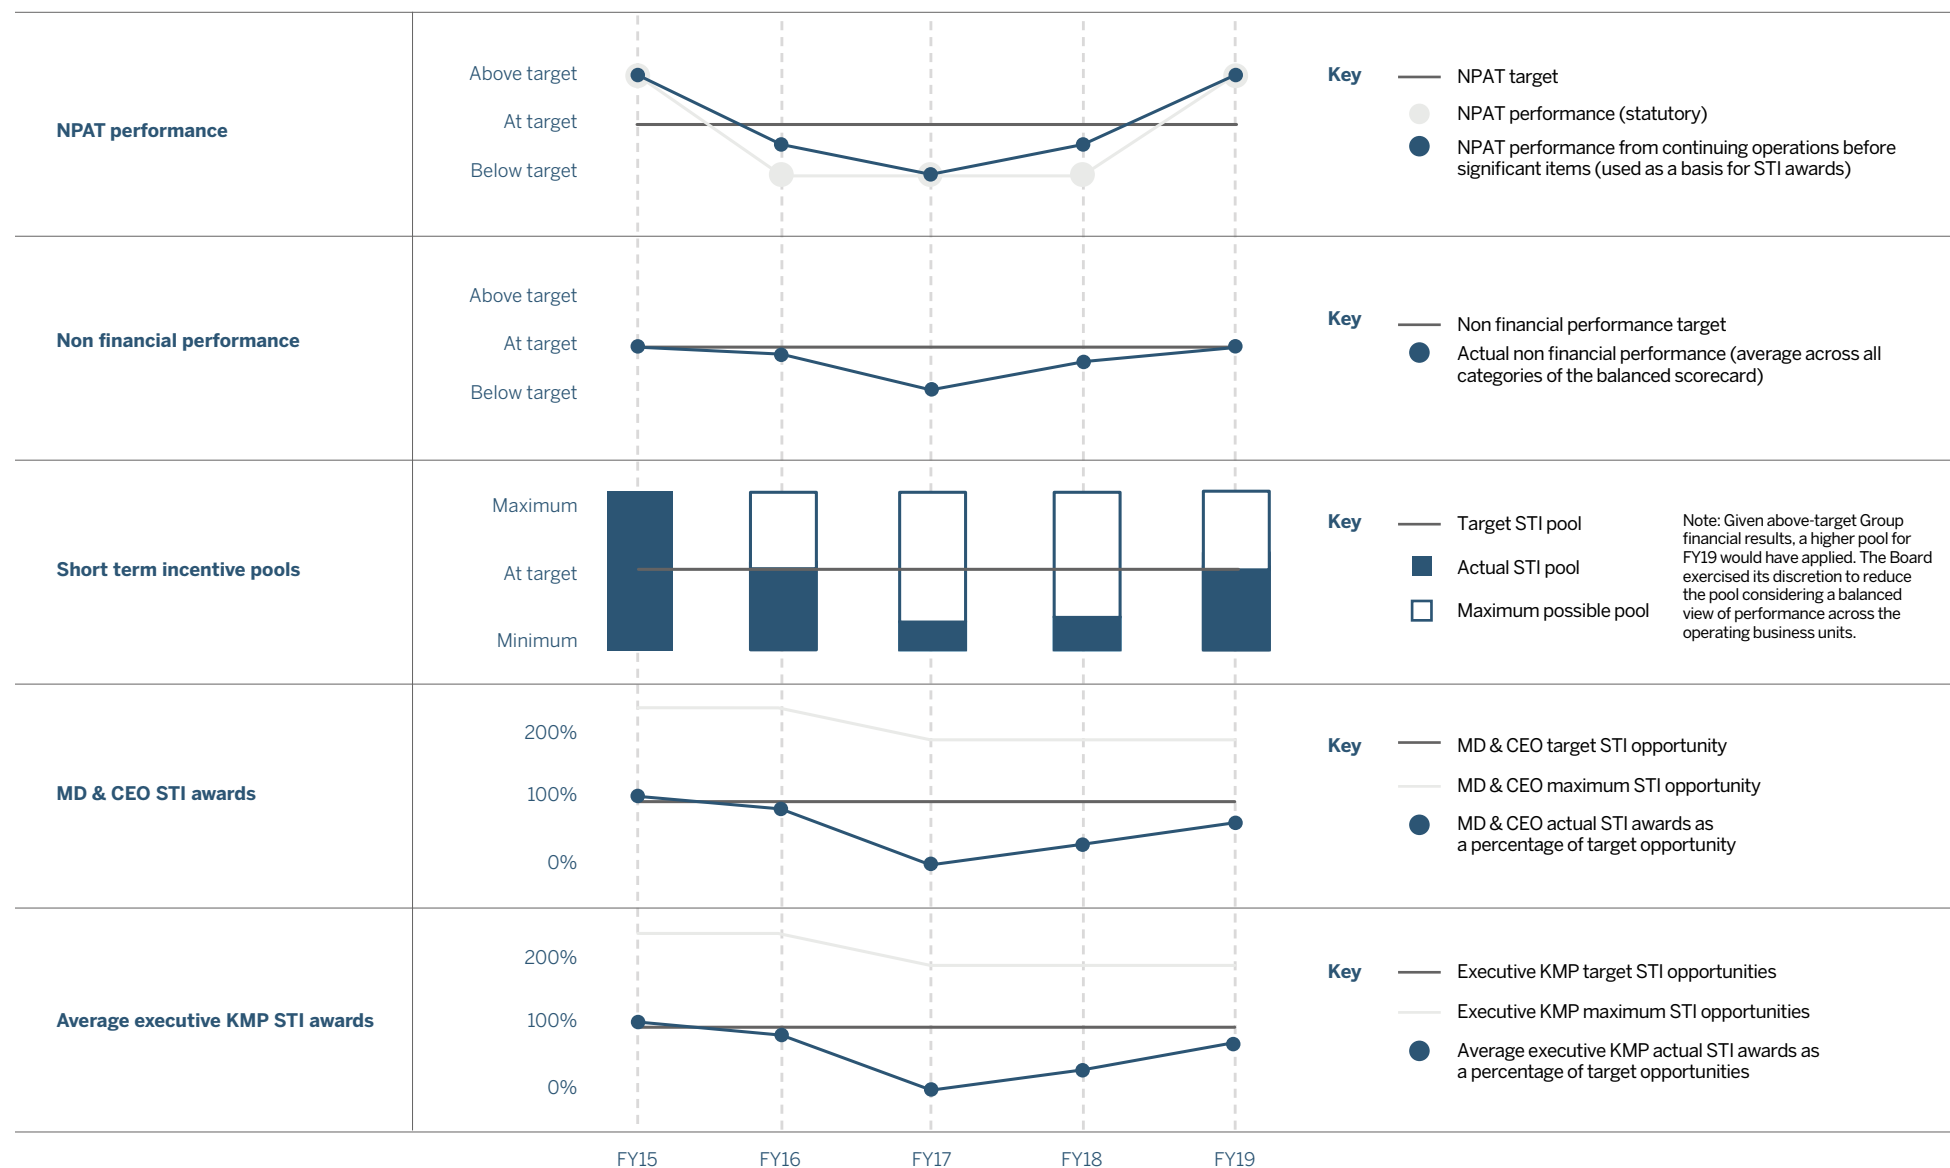 NPAT performance
Above target
At target
Below target
Key
NPAT target
NPAT performance (statutory)
NPAT performance from continuing operations before
significant items (used as a basis for STI awards)
Non financial performance
Above target
At target
Below target
Key
Non financial performance target
Actual non financial performance (average across all
categories of the balanced scorecard)
Short term incentive pools
Maximum
At target
Minimum
Key
Target STI pool
Actual STI pool
Maximum possible pool
Note: Given above-target Group
financial results, a higher pool for
FY19 would have applied. The Board
exercised its discretion to reduce
the pool considering a balanced
view of performance across the
operating business units.
MD & CEO STI awards
200%
100%
0%
Key
MD & CEO target STI opportunity
MD & CEO maximum STI opportunity
MD & CEO actual STI awards as
a percentage of target opportunity
Average executive KMP STI awards
200%
100%
0%
Key
Executive KMP target STI opportunities
Executive KMP maximum STI opportunities
Average executive KMP actual STI awards as
a percentage of target opportunities
FY15
FY16
FY17
FY18
FY19